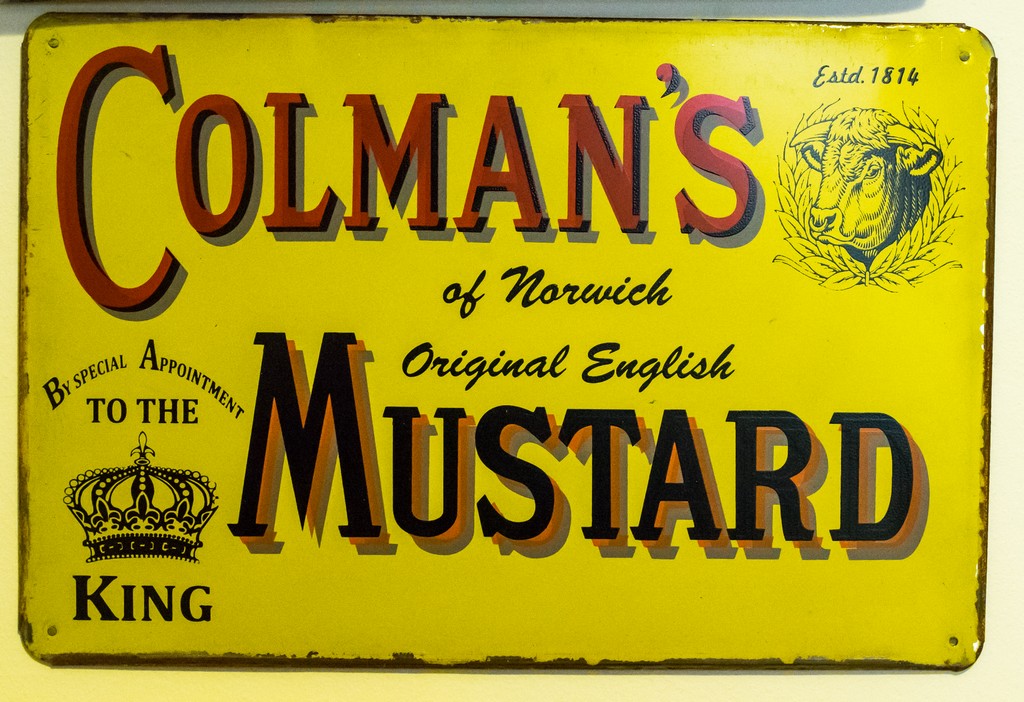 COLMAN'S
Estd. 1814
of Norwich
Original English
MUSTARD
BY SPECIAL APPOINTMENT
TO THE
KING